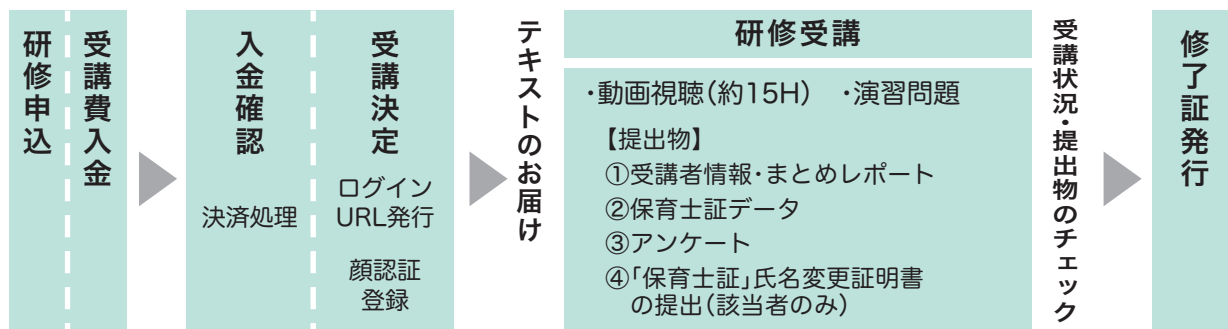 研修申込
受講費入金
入金確認
決済処理
受講決定
ログイン
URL発行
顔認証
登録
テキストのお届け
研修受講
・動画視聴(約15H)　・演習問題
【提出物】
①受講者情報・まとめレポート
②保育士証データ
③アンケート
④「保育士証」氏名変更証明書
の提出(該当者のみ)
受講状況・提出物のチェック
修了証発行